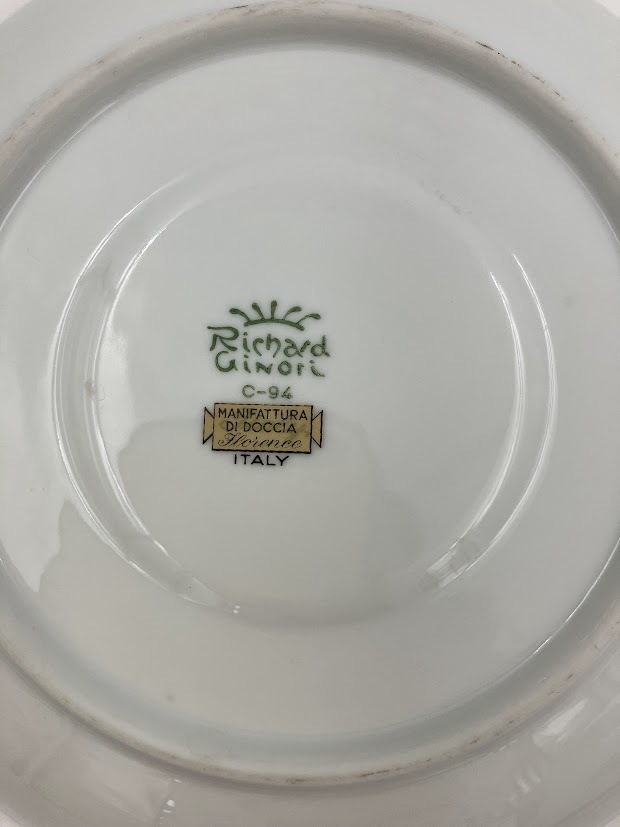 Richard
Ginori
C-94
MANIFATTURA
DI DOCCIA
Florence
ITALY